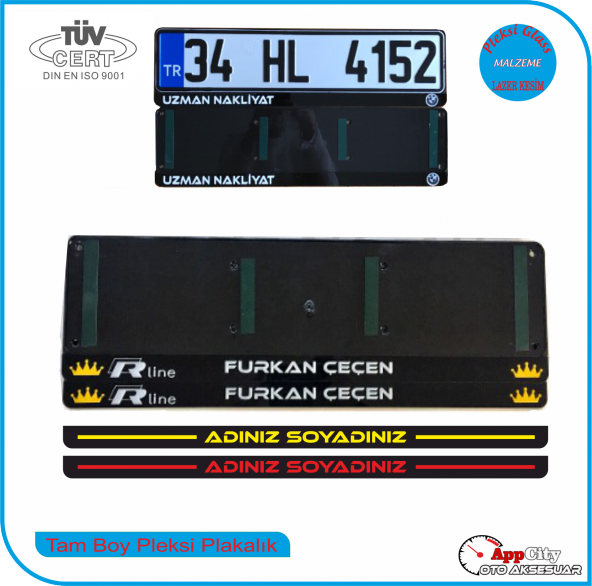 TÜV
CERT
DIN EN ISO 9001
TR 34 HL 4152
UZMAN NAKLİYAT
Pleksi Glass
MALZEME
LAZER KESİM
UZMAN NAKLİYAT
R line FURKAN ÇEÇEN
R line FURKAN ÇEÇEN
ADINIZ SOYADINIZ
ADINIZ SOYADINIZ
Tam Boy Pleksi Plakalık
AppCity
OTO AKSESUAR